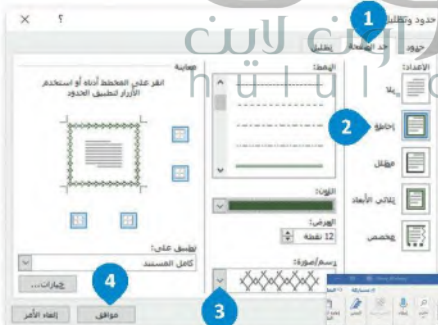 حدود وتظليل
؟ ×
1
حدود حد الصفحة تظليل
الإعداد: النمط: معاينة
بلا
انقر على المخطط أدناه أو استخدم
الأزرار لتطبيق الحدود
2 إحاطة
مظلل
ثلاثي الأبعاد
مخصص
اللون:
العرض:
12 نقطة
رسم/صورة:
3
تطبيق على:
كامل المستند
خيارات...
4
موافق إلغاء الأمر